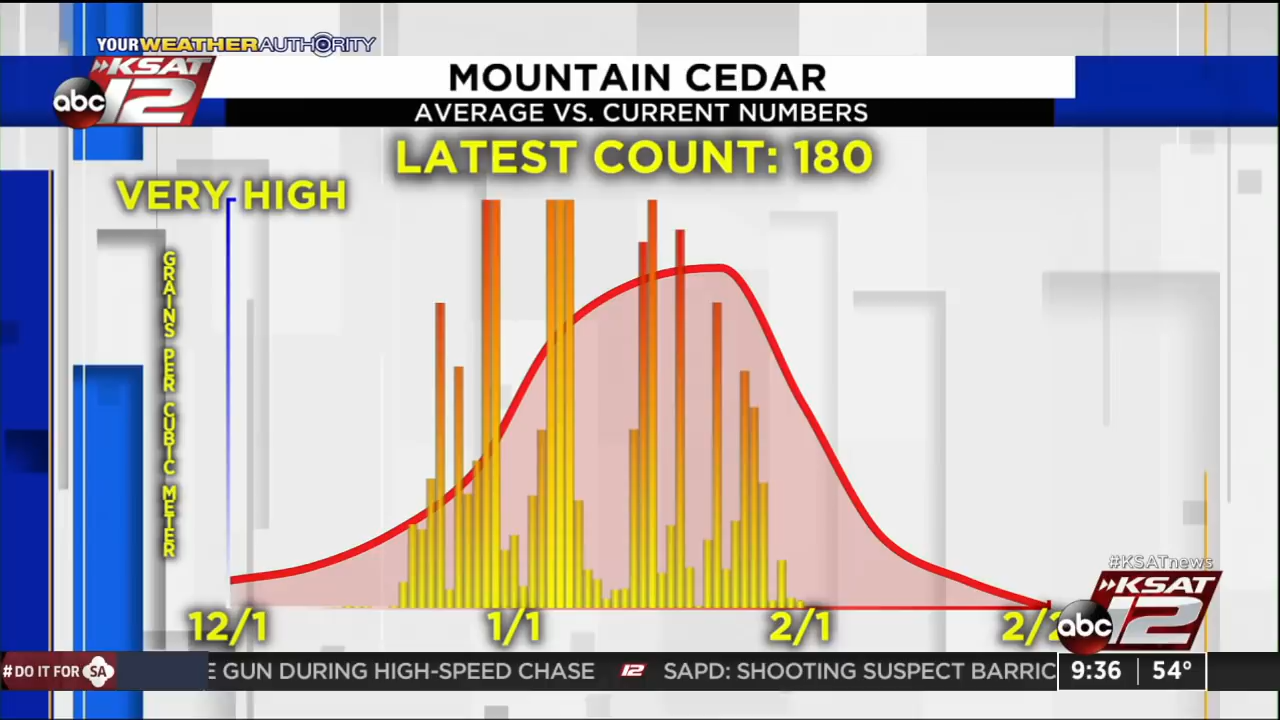 YOUR WEATHER AUTHORITY
KSAT
abc 12
MOUNTAIN CEDAR
AVERAGE VS. CURRENT NUMBERS
LATEST COUNT: 180
VERY HIGH
GRAINS PER CUBIC METER
12/1
1/1
2/1
#KSATnews
KSAT
abc 12
#DO IT FOR SA
E GUN DURING HIGH-SPEED CHASE 12 SAPD: SHOOTING SUSPECT BARRIC
9:36 54°